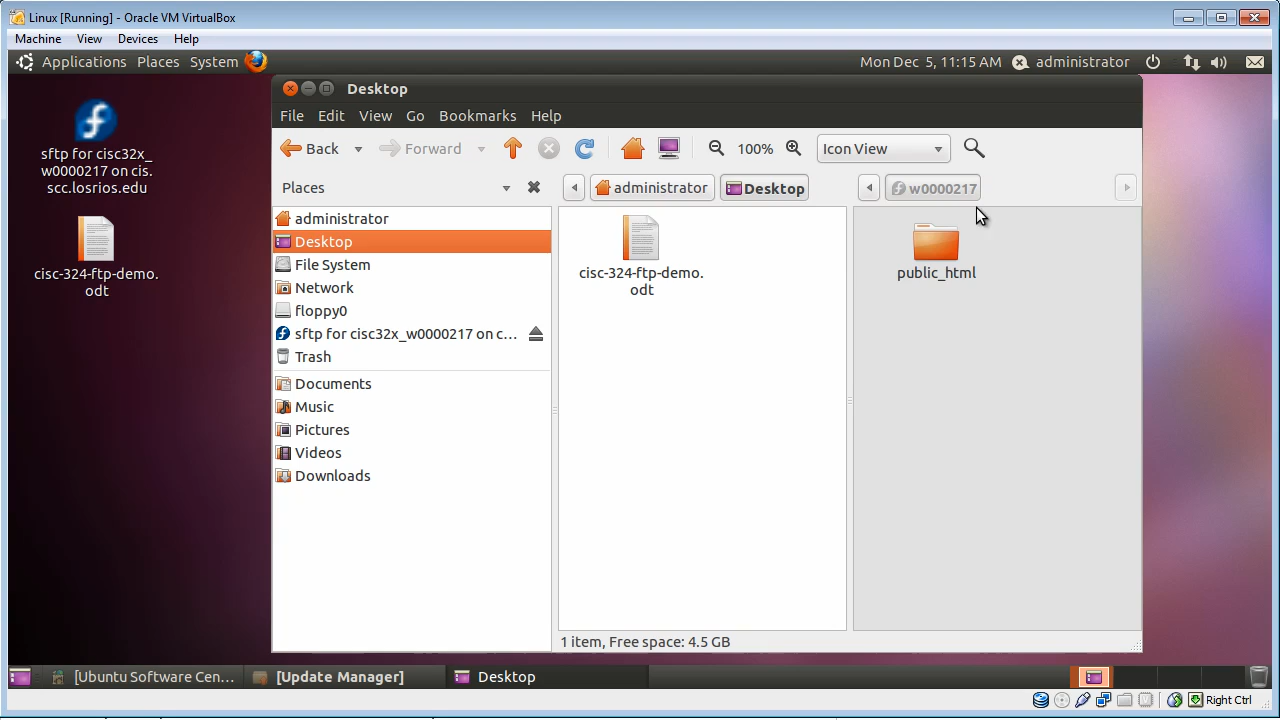 Linux [Running] - Oracle VM VirtualBox
Machine View Devices Help
Applications Places System
Mon Dec 5, 11:15 AM administrator
sftp for cisc32x_
w0000217 on cis.
scc.losrios.edu
cisc-324-ftp-demo.
odt
Desktop
File Edit View Go Bookmarks Help
Back Forward 100% Icon View
Places
administrator Desktop
w0000217
administrator
Desktop
File System
Network
floppy0
sftp for cisc32x_w0000217 on c...
Trash
Documents
Music
Pictures
Videos
Downloads
cisc-324-ftp-demo.
odt
public_html
1 item, Free space: 4.5 GB
[Ubuntu Software Cen... [Update Manager] Desktop
Right Ctrl